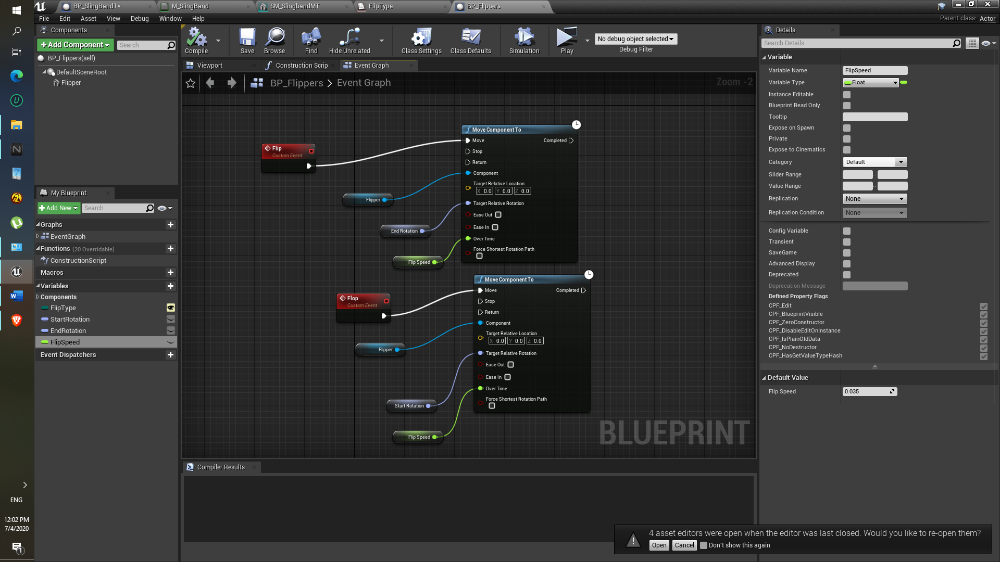 BP_SlingBand1*
M_SlingBand
SM_SlingbandMT
FlipType
BP_Flippers
File Edit Asset View Debug Window Help
Parent class: Actor
Components
+Add Component
Search
BP_Flippers(self)
DefaultSceneRoot
Flipper
My Blueprint
+Add New
Search
Graphs
EventGraph
Functions (20 Overridable)
ConstructionScript
Macros
Variables
Components
FlipType
StartRotation
EndRotation
FlipSpeed
Event Dispatchers
Compile
Save
Browse
Find
Hide Unrelated
Class Settings
Class Defaults
Simulation
Play
No debug object selected
Debug Filter
Viewport
Construction Scrip
Event Graph
BP_Flippers > Event Graph
Zoom -2
Flip
Custom Event
Move Component To
Move
Completed
Stop
Return
Component
Target Relative Location
X 0.0 Y 0.0 Z 0.0
Target Relative Rotation
Ease Out
Ease In
Over Time
Force Shortest Rotation Path
Flipper
End Rotation
Flip Speed
Flop
Custom Event
Move Component To
Move
Completed
Stop
Return
Component
Target Relative Location
X 0.0 Y 0.0 Z 0.0
Target Relative Rotation
Ease Out
Ease In
Over Time
Force Shortest Rotation Path
Flipper
Start Rotation
Flip Speed
BLUEPRINT
Compiler Results
Details
Search Details
Variable
Variable Name FlipSpeed
Variable Type Float
Instance Editable
Blueprint Read Only
Tooltip
Expose on Spawn
Private
Expose to Cinematics
Category Default
Slider Range
Value Range
Replication None
Replication Condition None
Config Variable
Transient
SaveGame
Advanced Display
Deprecated
Deprecation Message
Defined Property Flags
CPF_Edit
CPF_BlueprintVisible
CPF_ZeroConstructor
CPF_DisableEditOnInstance
CPF_IsPlainOldData
CPF_NoDestructor
CPF_HasGetValueTypeHash
Default Value
Flip Speed 0.035
4 asset editors were open when the editor was last closed. Would you like to re-open them?
Open Cancel Don't show this again
ENG
12:02 PM
7/4/2020
1